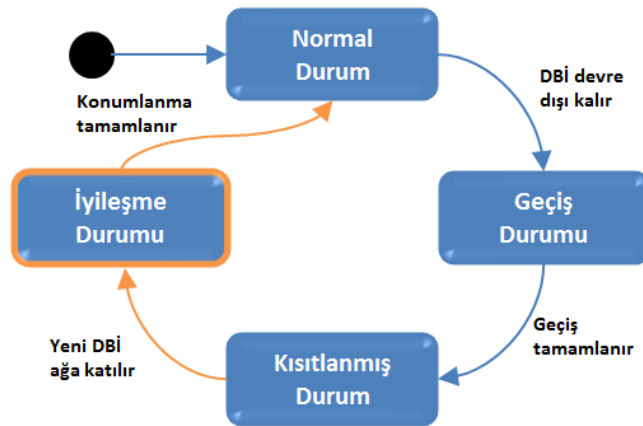 Normal
Durum
DBİ devre
dışı kalır
Konumlanma
tamamlanır
İyileşme
Durumu
Geçiş
Durumu
Yeni DBİ
ağa katılır
Geçiş
tamamlanır
Kısıtlanmış
Durum